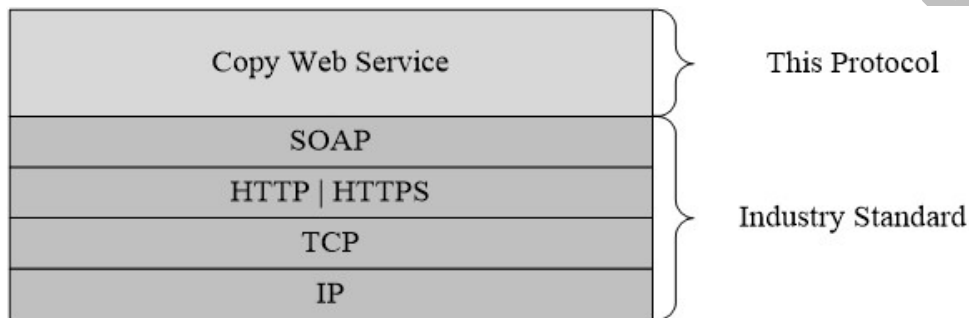 Copy Web Service
This Protocol
SOAP
HTTP | HTTPS
TCP
IP
Industry Standard